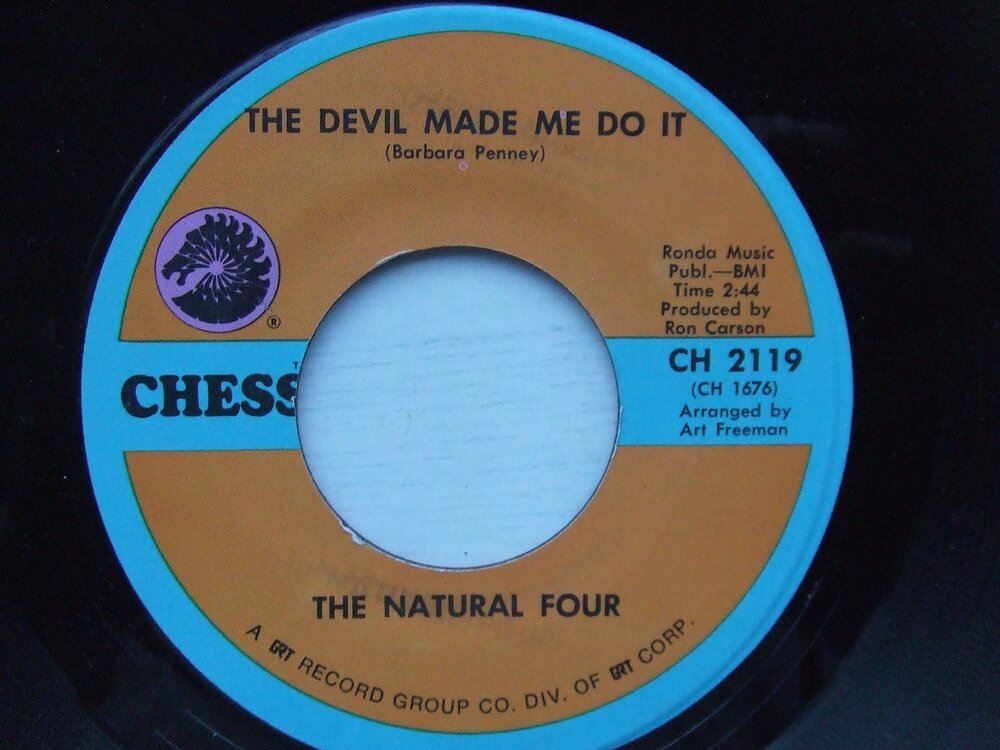 THE DEVIL MADE ME DO IT
(Barbara Penney)
Ronda Music
Publ.—BMI
Time 2:44
Produced by
Ron Carson
®
CHESS
CH 2119
(CH 1676)
Arranged by
Art Freeman
THE NATURAL FOUR
A GRT RECORD GROUP CO. DIV. OF GRT CORP.